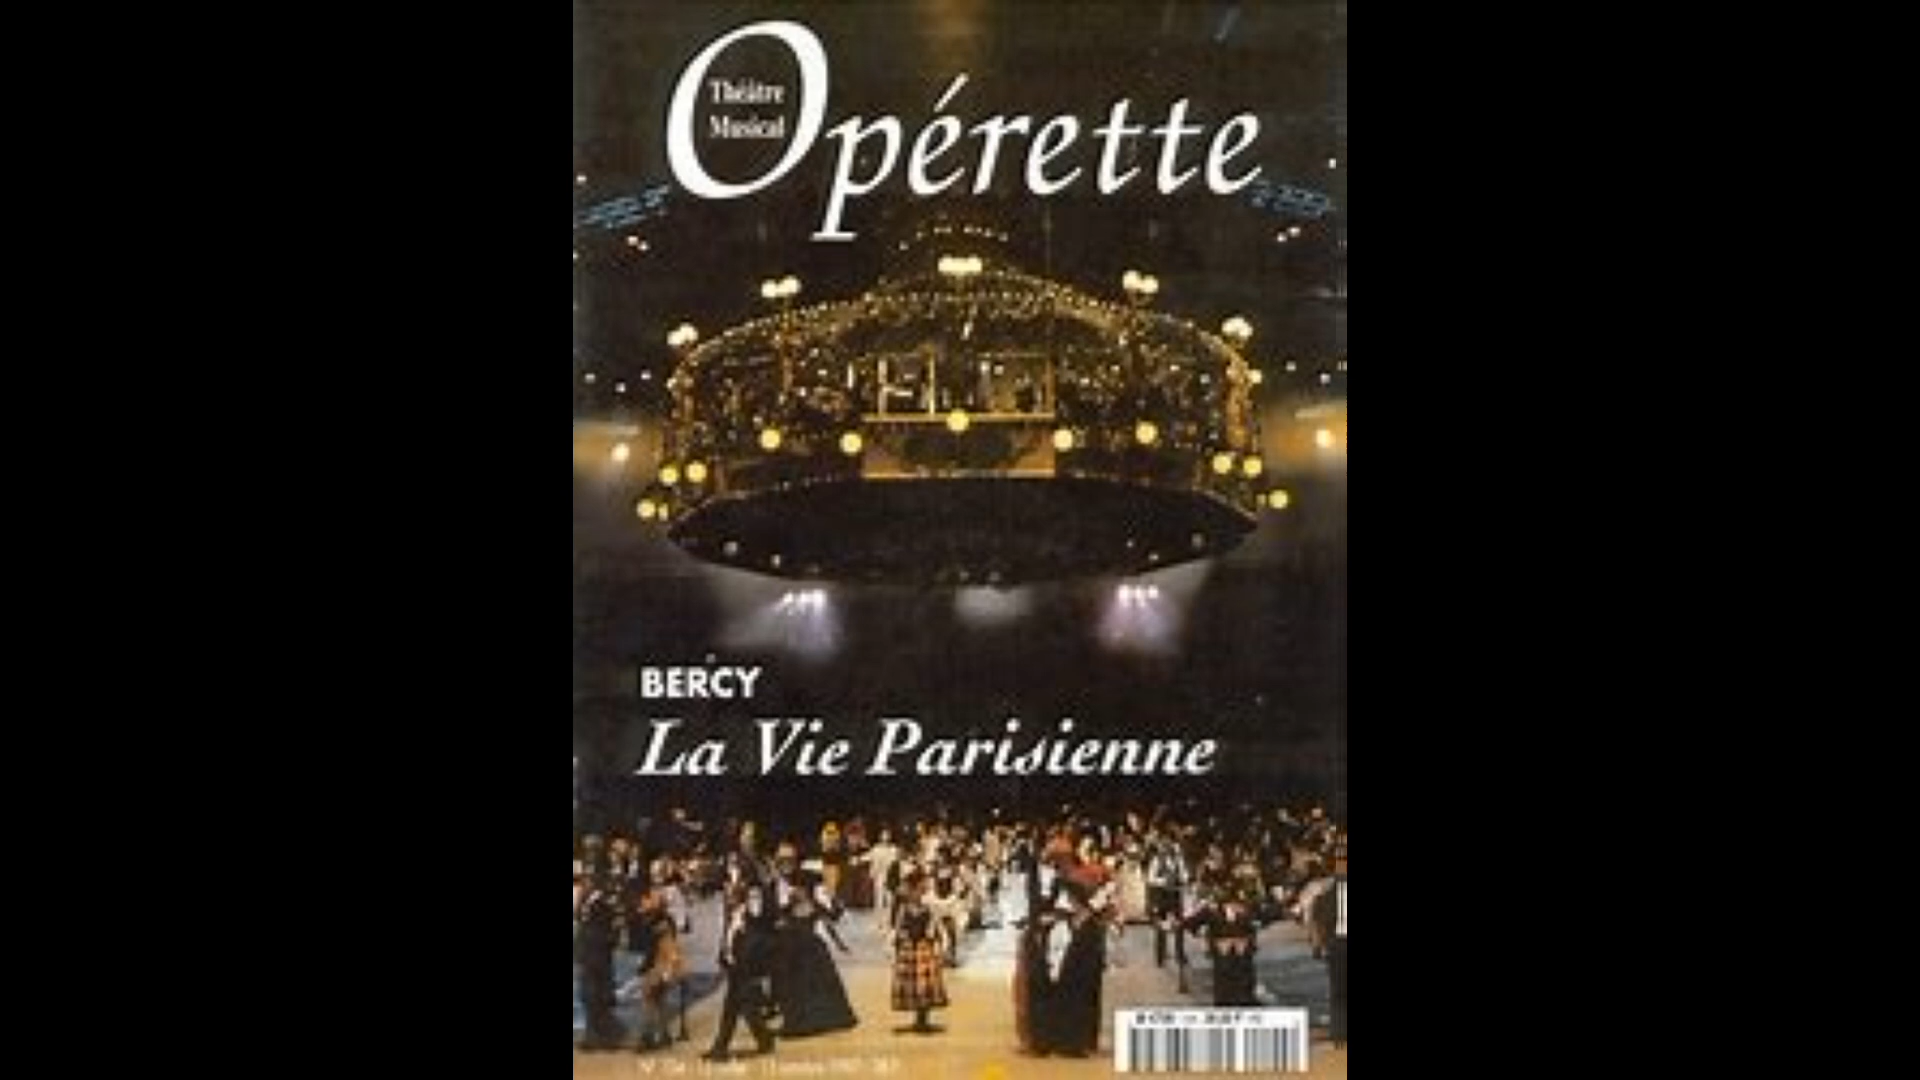 Théâtre
Musical
Opérette
BERCY
La Vie Parisienne